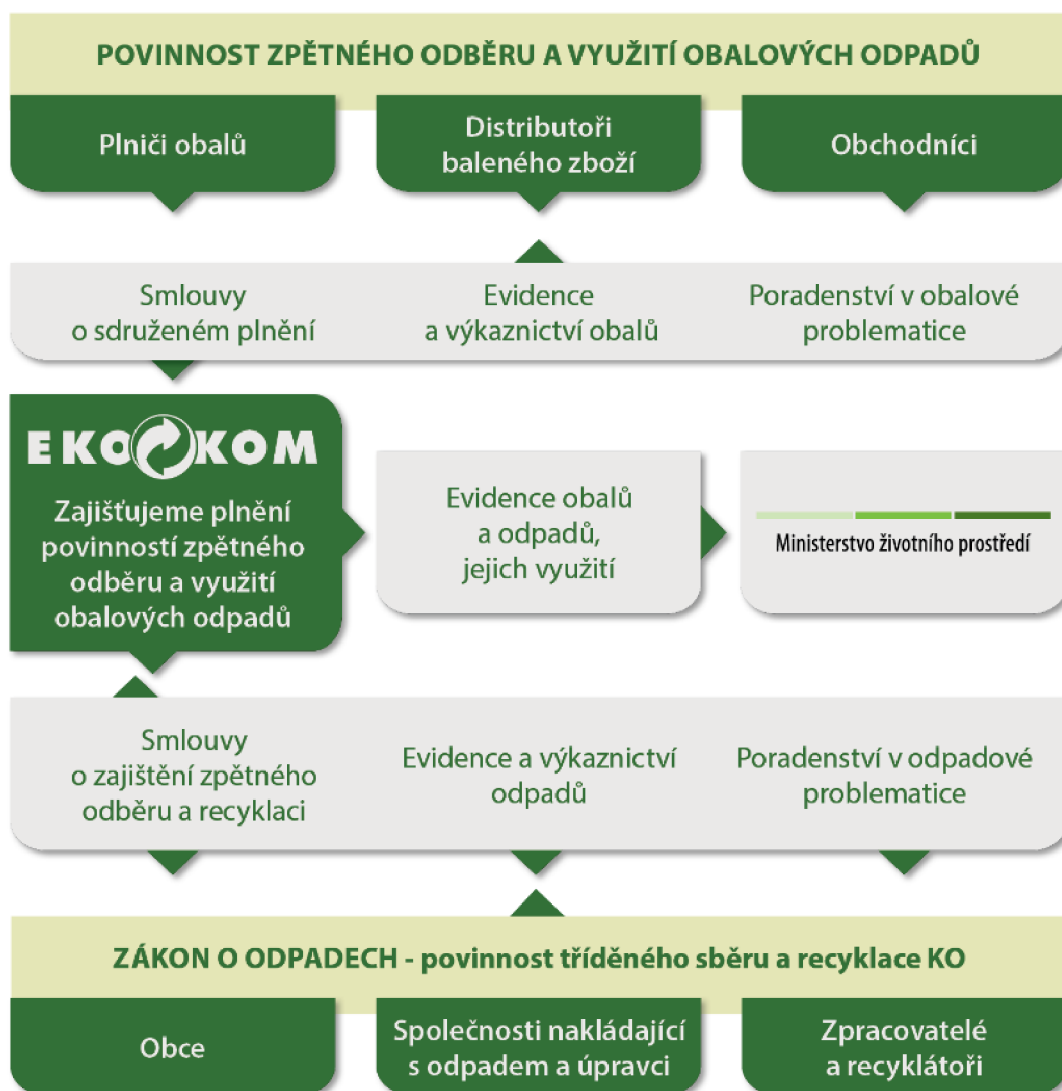 POVINNOST ZPĚTNÉHO ODBĚRU A VYUŽITÍ OBALOVÝCH ODPADŮ
Plniči obalů
Distributoři
baleného zboží
Obchodníci
Smlouvy
o sdruženém plnění
Evidence
a výkaznictví obalů
Poradenství v obalové
problematice
EKO KOM
Zajišťujeme plnění
povinností zpětného
odběru a využití
obalových odpadů
Evidence obalů
a odpadů,
jejich využití
Ministerstvo životního prostředí
Smlouvy
o zajištění zpětného
odběru a recyklaci
Evidence a výkaznictví
odpadů
Poradenství v odpadové
problematice
ZÁKON O ODPADECH - povinnost tříděného sběru a recyklace KO
Obce
Společnosti nakládající
s odpadem a úpravci
Zpracovatelé
a recyklátoři